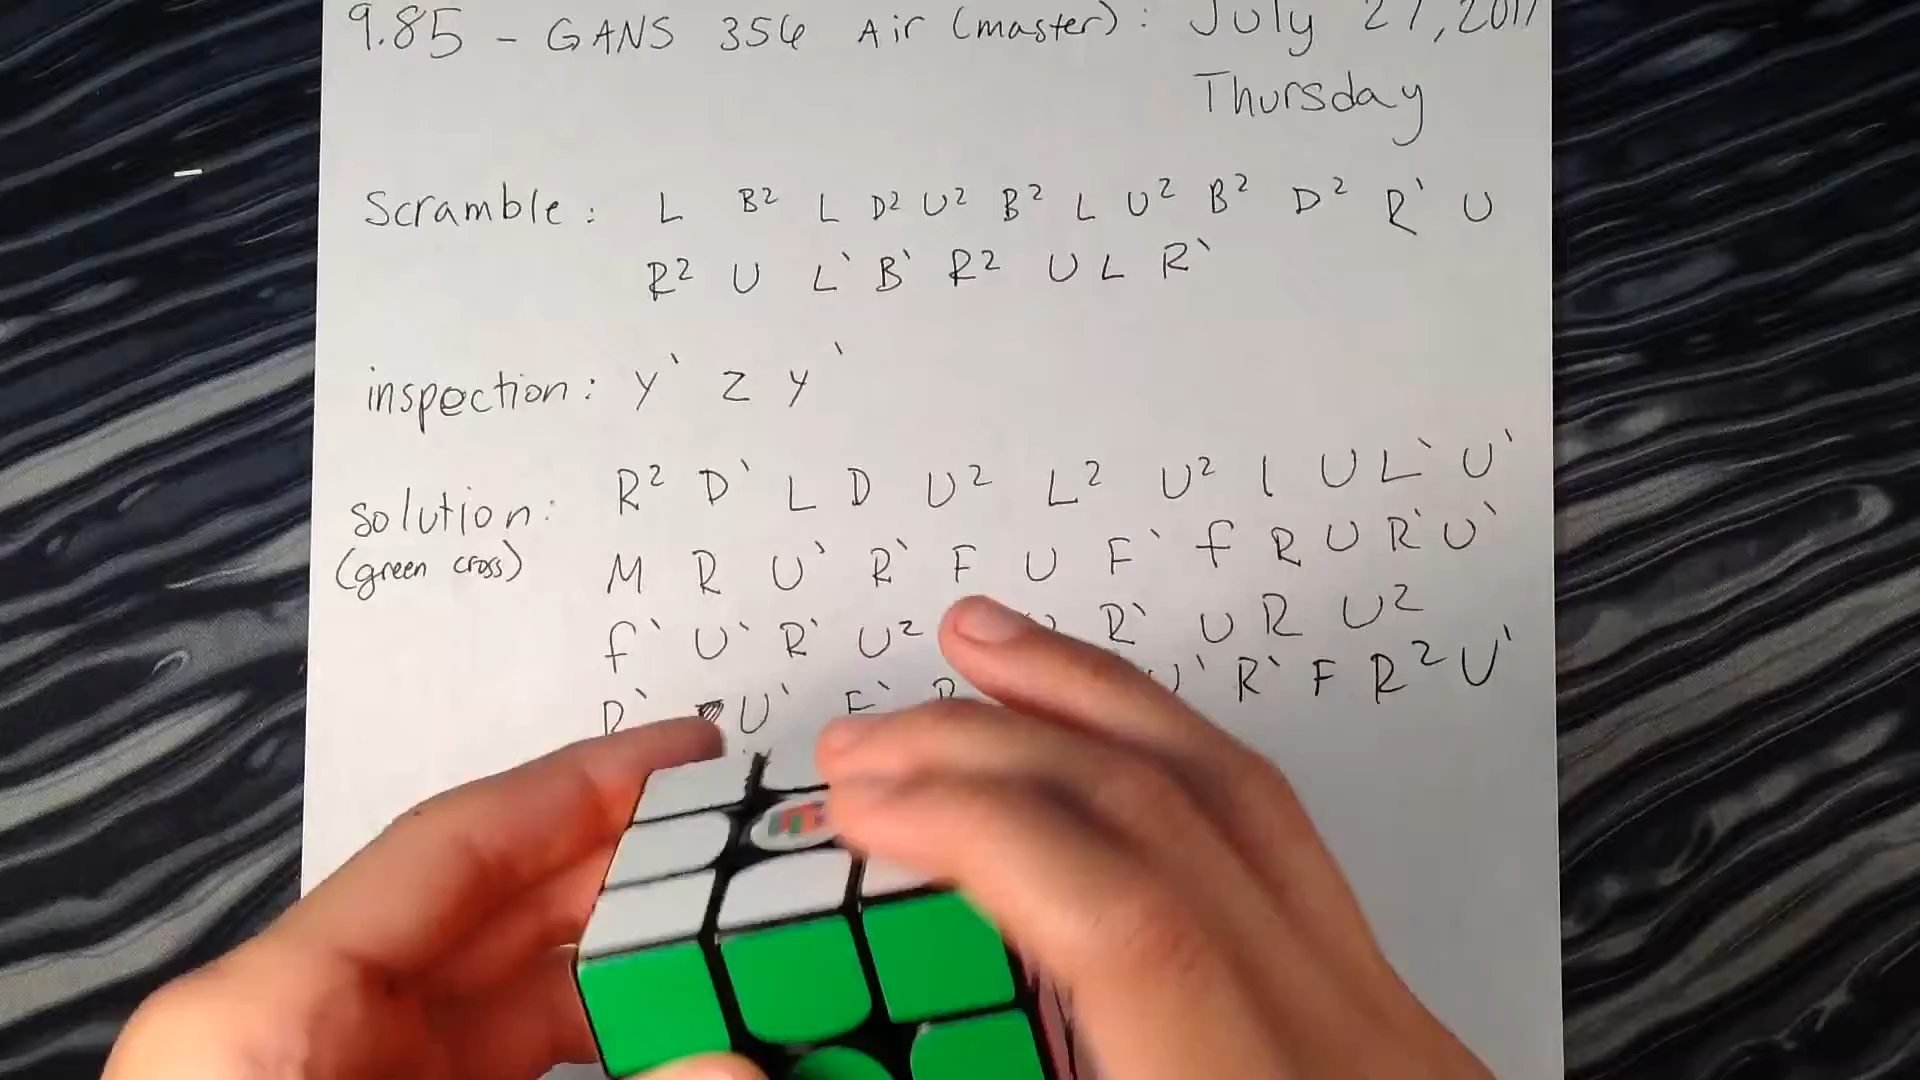 9.85 - GANS 356 Air (master): July 27, 2017
Thursday
Scramble: L B2 L D2 U2 B2 L U2 B2 D2 R` U
R2 U L` B` R2 U L R`
inspection: y` z y`
solution: R2 D` L D U2 L2 U2 l U L` U`
(green cross) M R U` R` F U F` f R U R` U`
f` U` R` U2 R` U R U2
R` U` F` R U` R` F R2 U`